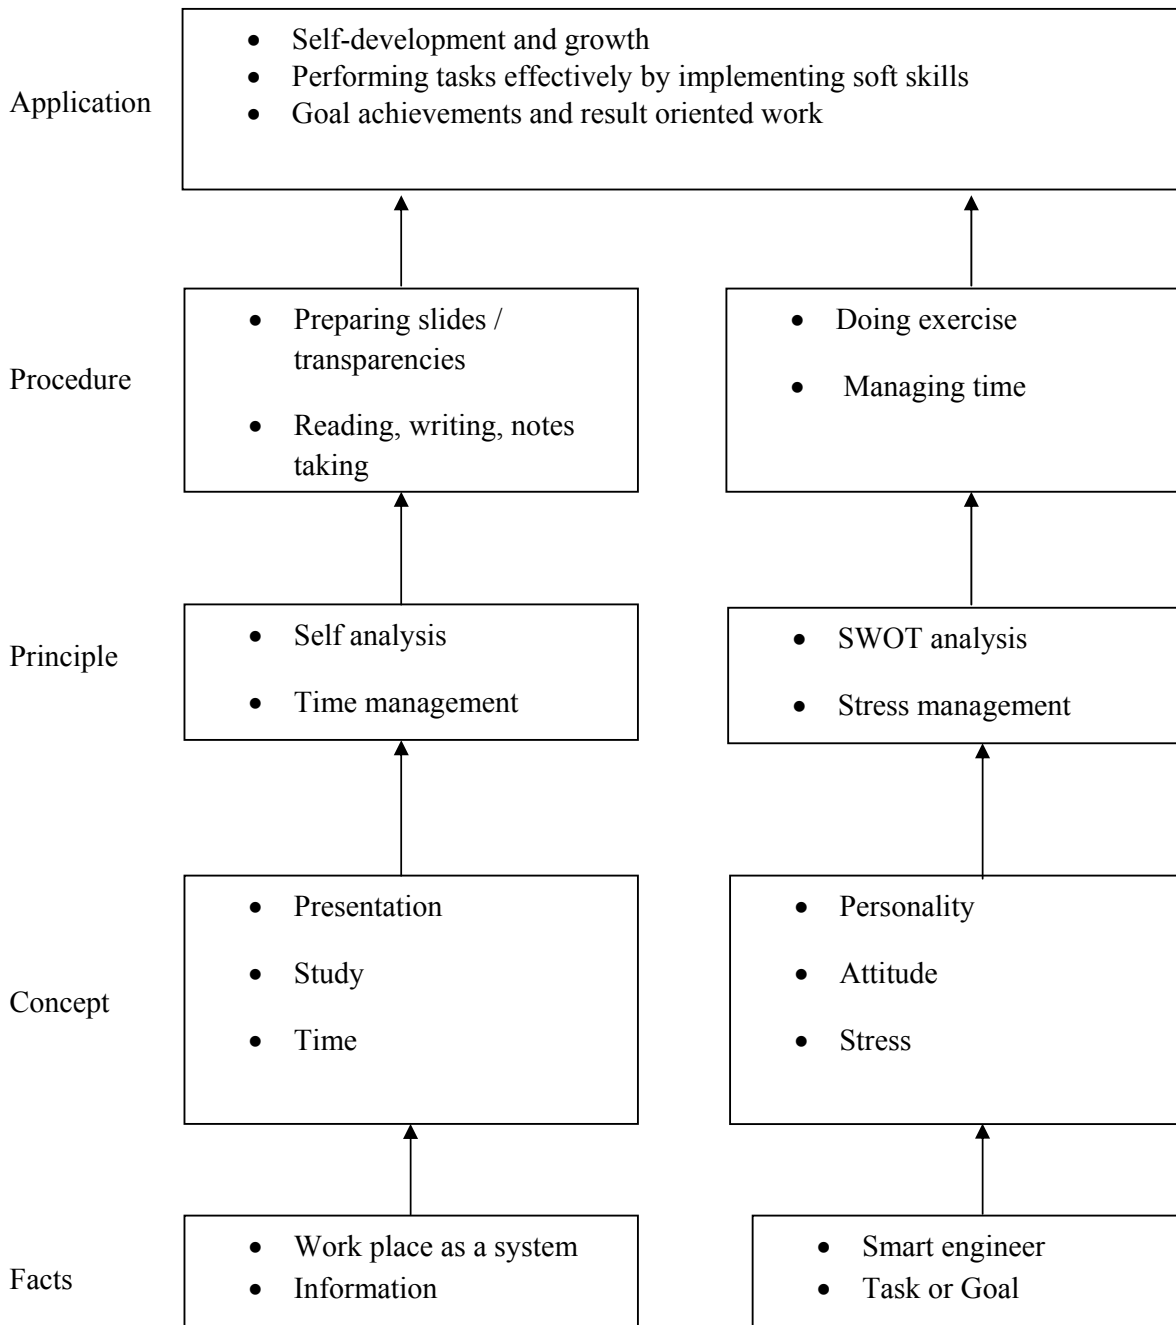 Application
• Self-development and growth
• Performing tasks effectively by implementing soft skills
• Goal achievements and result oriented work
Procedure
• Preparing slides /
transparencies
• Reading, writing, notes
taking
• Doing exercise
• Managing time
Principle
• Self analysis
• Time management
• SWOT analysis
• Stress management
Concept
• Presentation
• Study
• Time
• Personality
• Attitude
• Stress
Facts
• Work place as a system
• Information
• Smart engineer
• Task or Goal